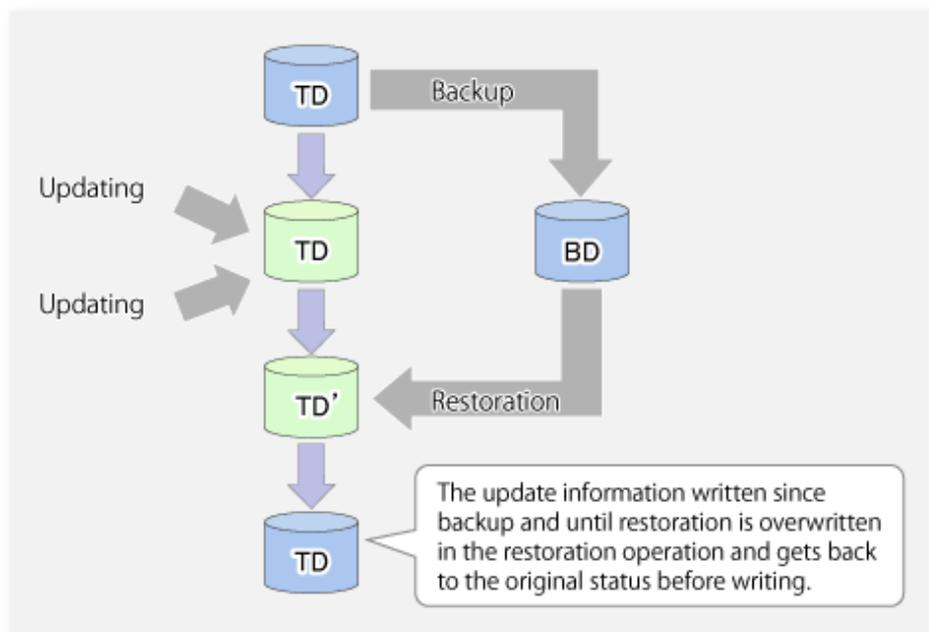 TD
Backup
Updating
TD
BD
Updating
TD’
Restoration
The update information written since
backup and until restoration is overwritten
in the restoration operation and gets back
to the original status before writing.
TD